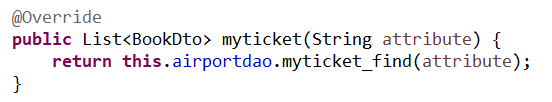 @Override
public List<BookDto> myticket(String attribute) {
    return this.airportdao.myticket_find(attribute);
}